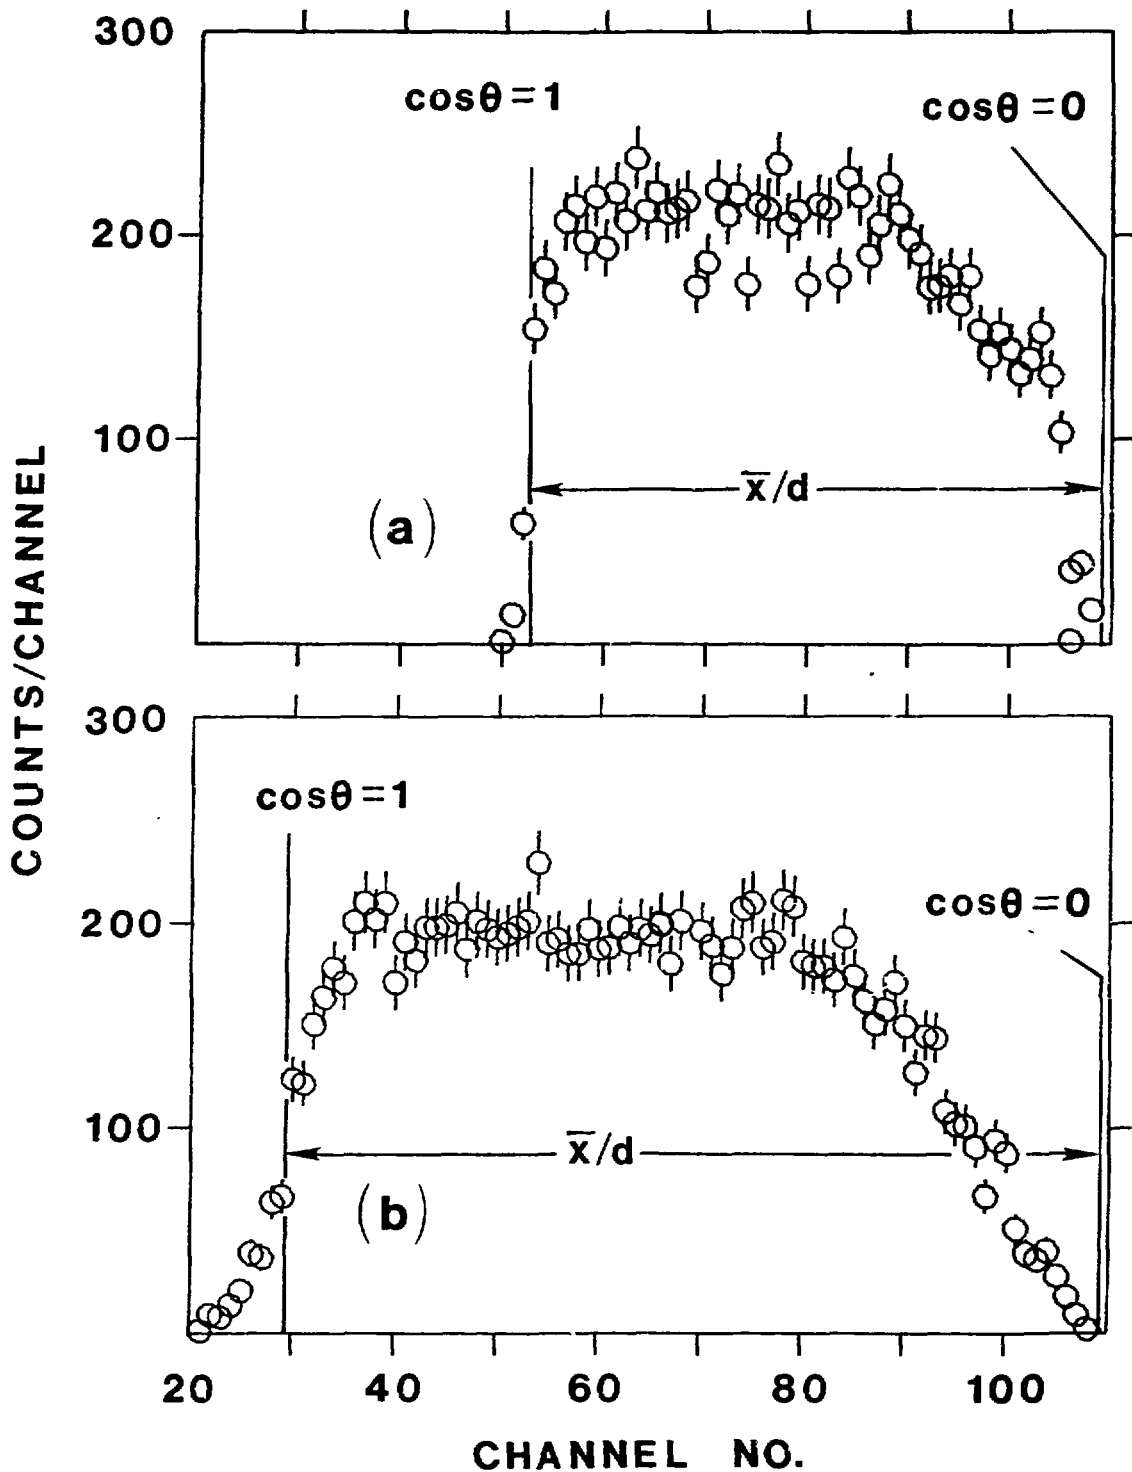 300
cosθ=1
cosθ=0
200
100
x̅/d
(a)
COUNTS/CHANNEL
300
cosθ=1
cosθ=0
200
100
x̅/d
(b)
20 40 60 80 100
CHANNEL NO.